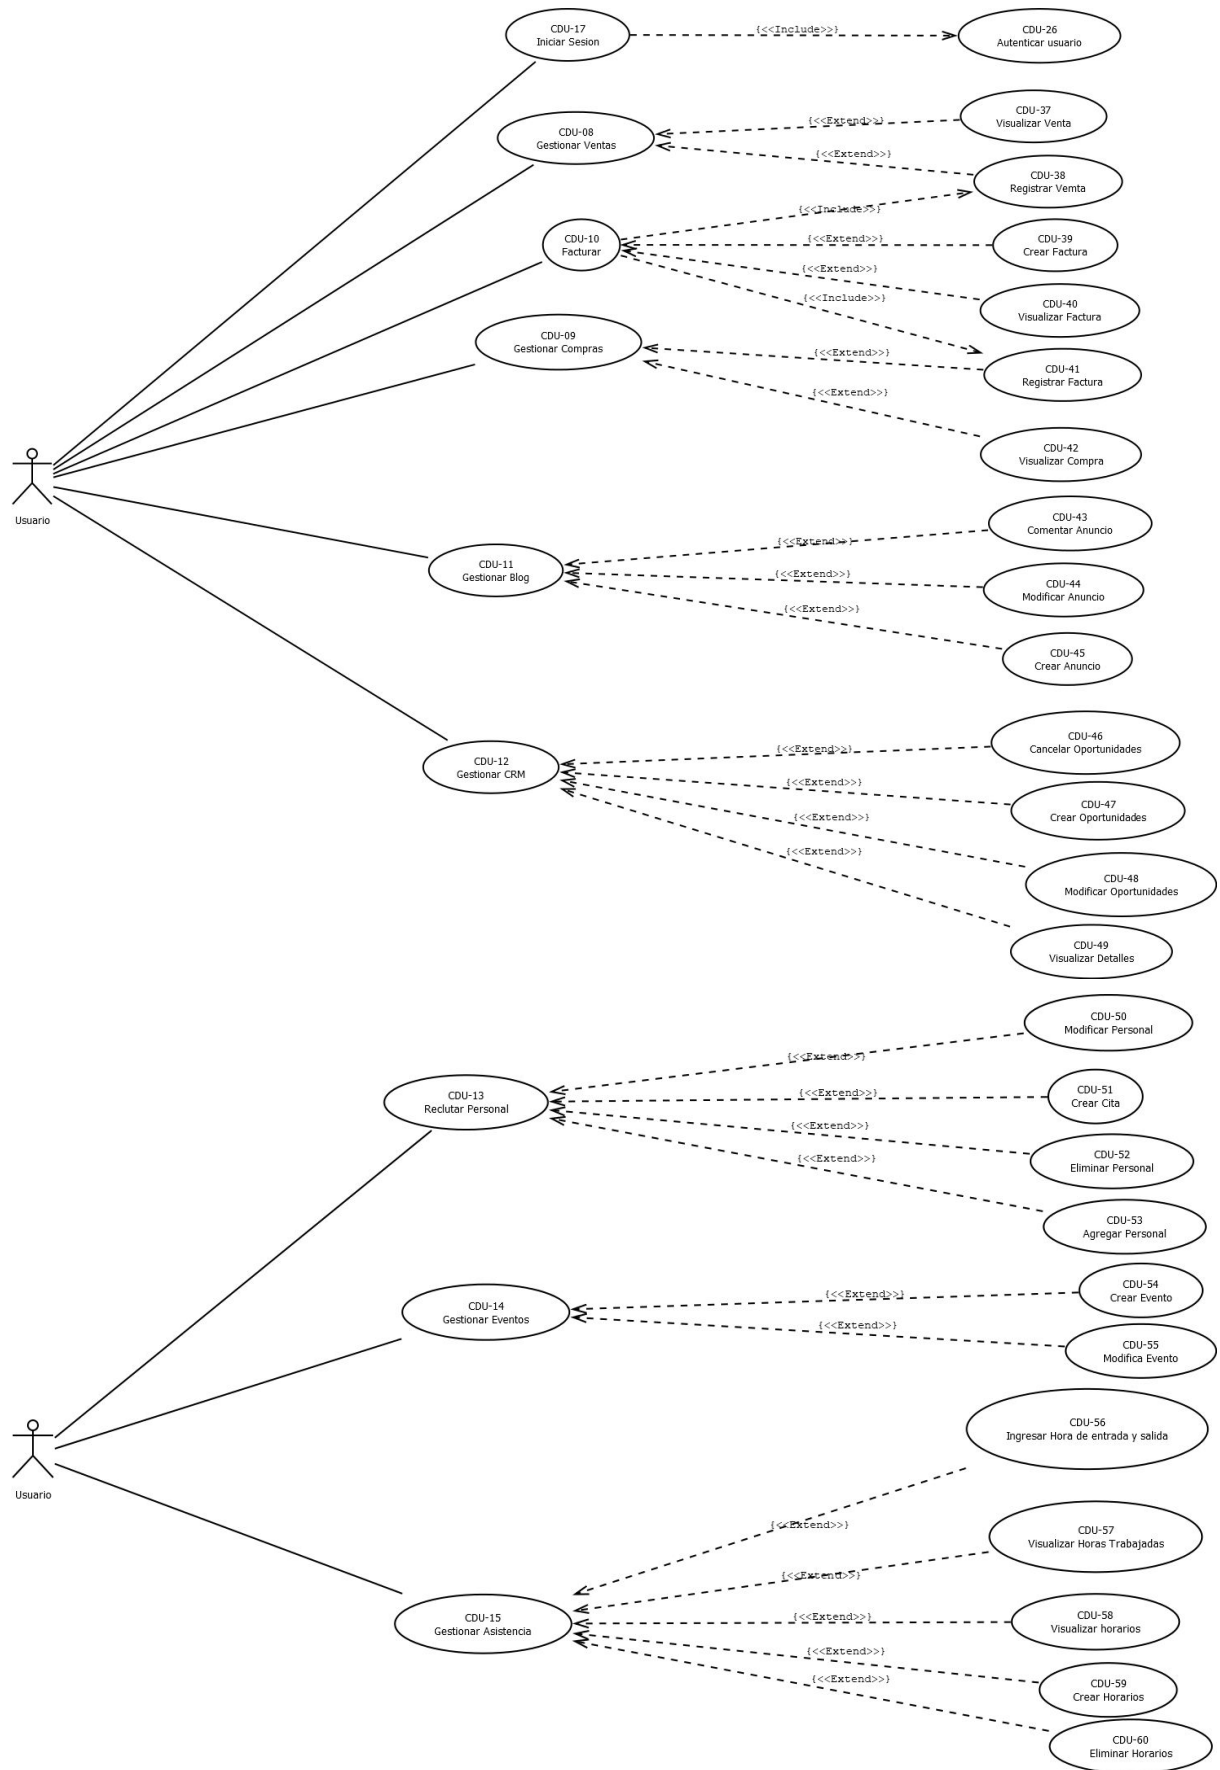 CDU-17
Iniciar Sesion
{<<Include>>}
CDU-26
Autenticar usuario
CDU-08
Gestionar Ventas
{<<Extend>>}
CDU-37
Visualizar Venta
{<<Extend>>}
CDU-38
Registrar Vemta
CDU-10
Facturar
{<<Include>>}
{<<Extend>>}
CDU-39
Crear Factura
{<<Extend>>}
CDU-40
Visualizar Factura
{<<Include>>}
CDU-09
Gestionar Compras
{<<Extend>>}
CDU-41
Registrar Factura
{<<Extend>>}
CDU-42
Visualizar Compra
Usuario
CDU-11
Gestionar Blog
{<<Extend>>}
CDU-43
Comentar Anuncio
{<<Extend>>}
CDU-44
Modificar Anuncio
{<<Extend>>}
CDU-45
Crear Anuncio
CDU-12
Gestionar CRM
{<<Extend>>}
CDU-46
Cancelar Oportunidades
{<<Extend>>}
CDU-47
Crear Oportunidades
{<<Extend>>}
CDU-48
Modificar Oportunidades
{<<Extend>>}
CDU-49
Visualizar Detalles
CDU-13
Reclutar Personal
{<<Extend>>}
CDU-50
Modificar Personal
{<<Extend>>}
CDU-51
Crear Cita
{<<Extend>>}
CDU-52
Eliminar Personal
{<<Extend>>}
CDU-53
Agregar Personal
CDU-14
Gestionar Eventos
{<<Extend>>}
CDU-54
Crear Evento
{<<Extend>>}
CDU-55
Modifica Evento
Usuario
CDU-15
Gestionar Asistencia
{<<Extend>>}
CDU-56
Ingresar Hora de entrada y salida
{<<Extend>>}
CDU-57
Visualizar Horas Trabajadas
{<<Extend>>}
CDU-58
Visualizar horarios
{<<Extend>>}
CDU-59
Crear Horarios
{<<Extend>>}
CDU-60
Eliminar Horarios